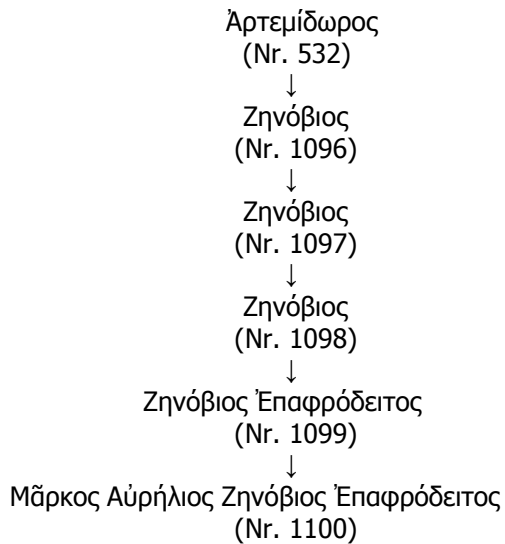 Ἀρτεμίδωρος
(Nr. 532)
↓
Ζηνόβιος
(Nr. 1096)
↓
Ζηνόβιος
(Nr. 1097)
↓
Ζηνόβιος
(Nr. 1098)
↓
Ζηνόβιος Ἐπαφρόδειτος
(Nr. 1099)
↓
Μᾶρκος Αὐρήλιος Ζηνόβιος Ἐπαφρόδειτος
(Nr. 1100)